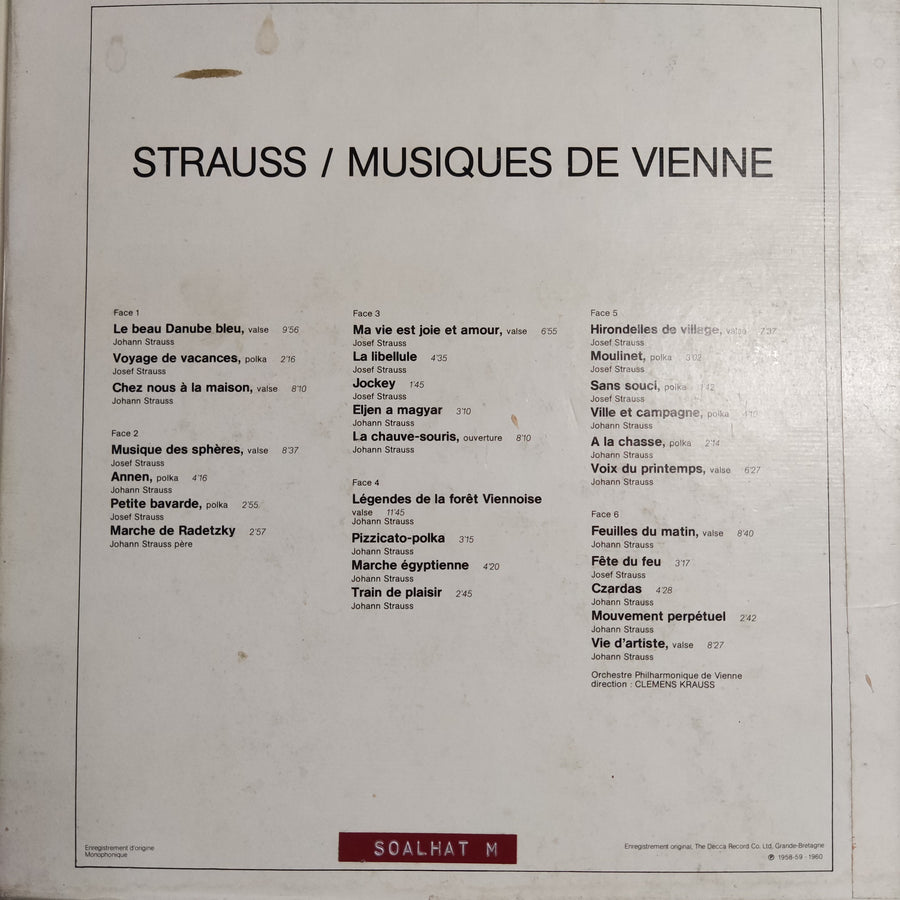 STRAUSS / MUSIQUES DE VIENNE
Face 1
Le beau Danube bleu, valse 9'56
Johann Strauss
Voyage de vacances, polka 2'16
Josef Strauss
Chez nous à la maison, valse 8'10
Johann Strauss
Face 2
Musique des sphères, valse 8'37
Josef Strauss
Annen, polka 4'16
Johann Strauss
Petite bavarde, polka 2'55
Josef Strauss
Marche de Radetzky 2'57
Johann Strauss père
Face 3
Ma vie est joie et amour, valse 6'55
Josef Strauss
La libellule 4'35
Josef Strauss
Jockey 1'45
Josef Strauss
Eljen a magyar 3'10
Johann Strauss
La chauve-souris, ouverture 8'10
Johann Strauss
Face 4
Légendes de la forêt Viennoise
valse 11'45
Johann Strauss
Pizzicato-polka 3'15
Johann Strauss
Marche égyptienne 4'20
Johann Strauss
Train de plaisir 2'45
Johann Strauss
Face 5
Hirondelles de village, valse 7'37
Josef Strauss
Moulinet, polka 3'02
Josef Strauss
Sans souci, polka 1'42
Josef Strauss
Ville et campagne, polka 4'10
Johann Strauss
A la chasse, polka 2'14
Johann Strauss
Voix du printemps, valse 6'27
Johann Strauss
Face 6
Feuilles du matin, valse 8'40
Johann Strauss
Fête du feu 3'17
Josef Strauss
Czardas 4'28
Johann Strauss
Mouvement perpétuel 2'42
Johann Strauss
Vie d'artiste, valse 8'27
Johann Strauss
Orchestre Philharmonique de Vienne
direction : CLEMENS KRAUSS
Enregistrement d'origine
Monophonique
SOALHAT M
Enregistrement original, The Decca Record Co. Ltd, Grande-Bretagne
℗ 1958-59 - 1960